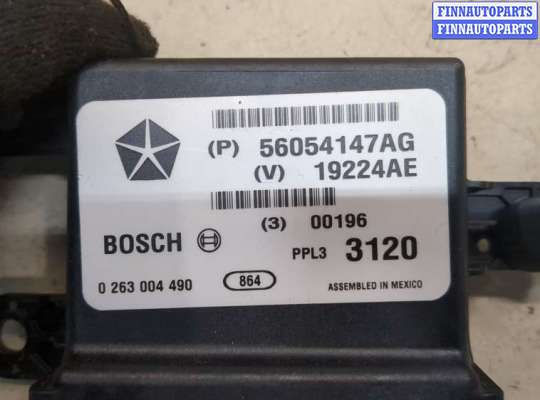 FINNAUTOPARTS
FINNAUTOPARTS
(P) 56054147AG
(V) 19224AE
(3) 00196
BOSCH PPL3 3120
0 263 004 490 864 ASSEMBLED IN MEXICO